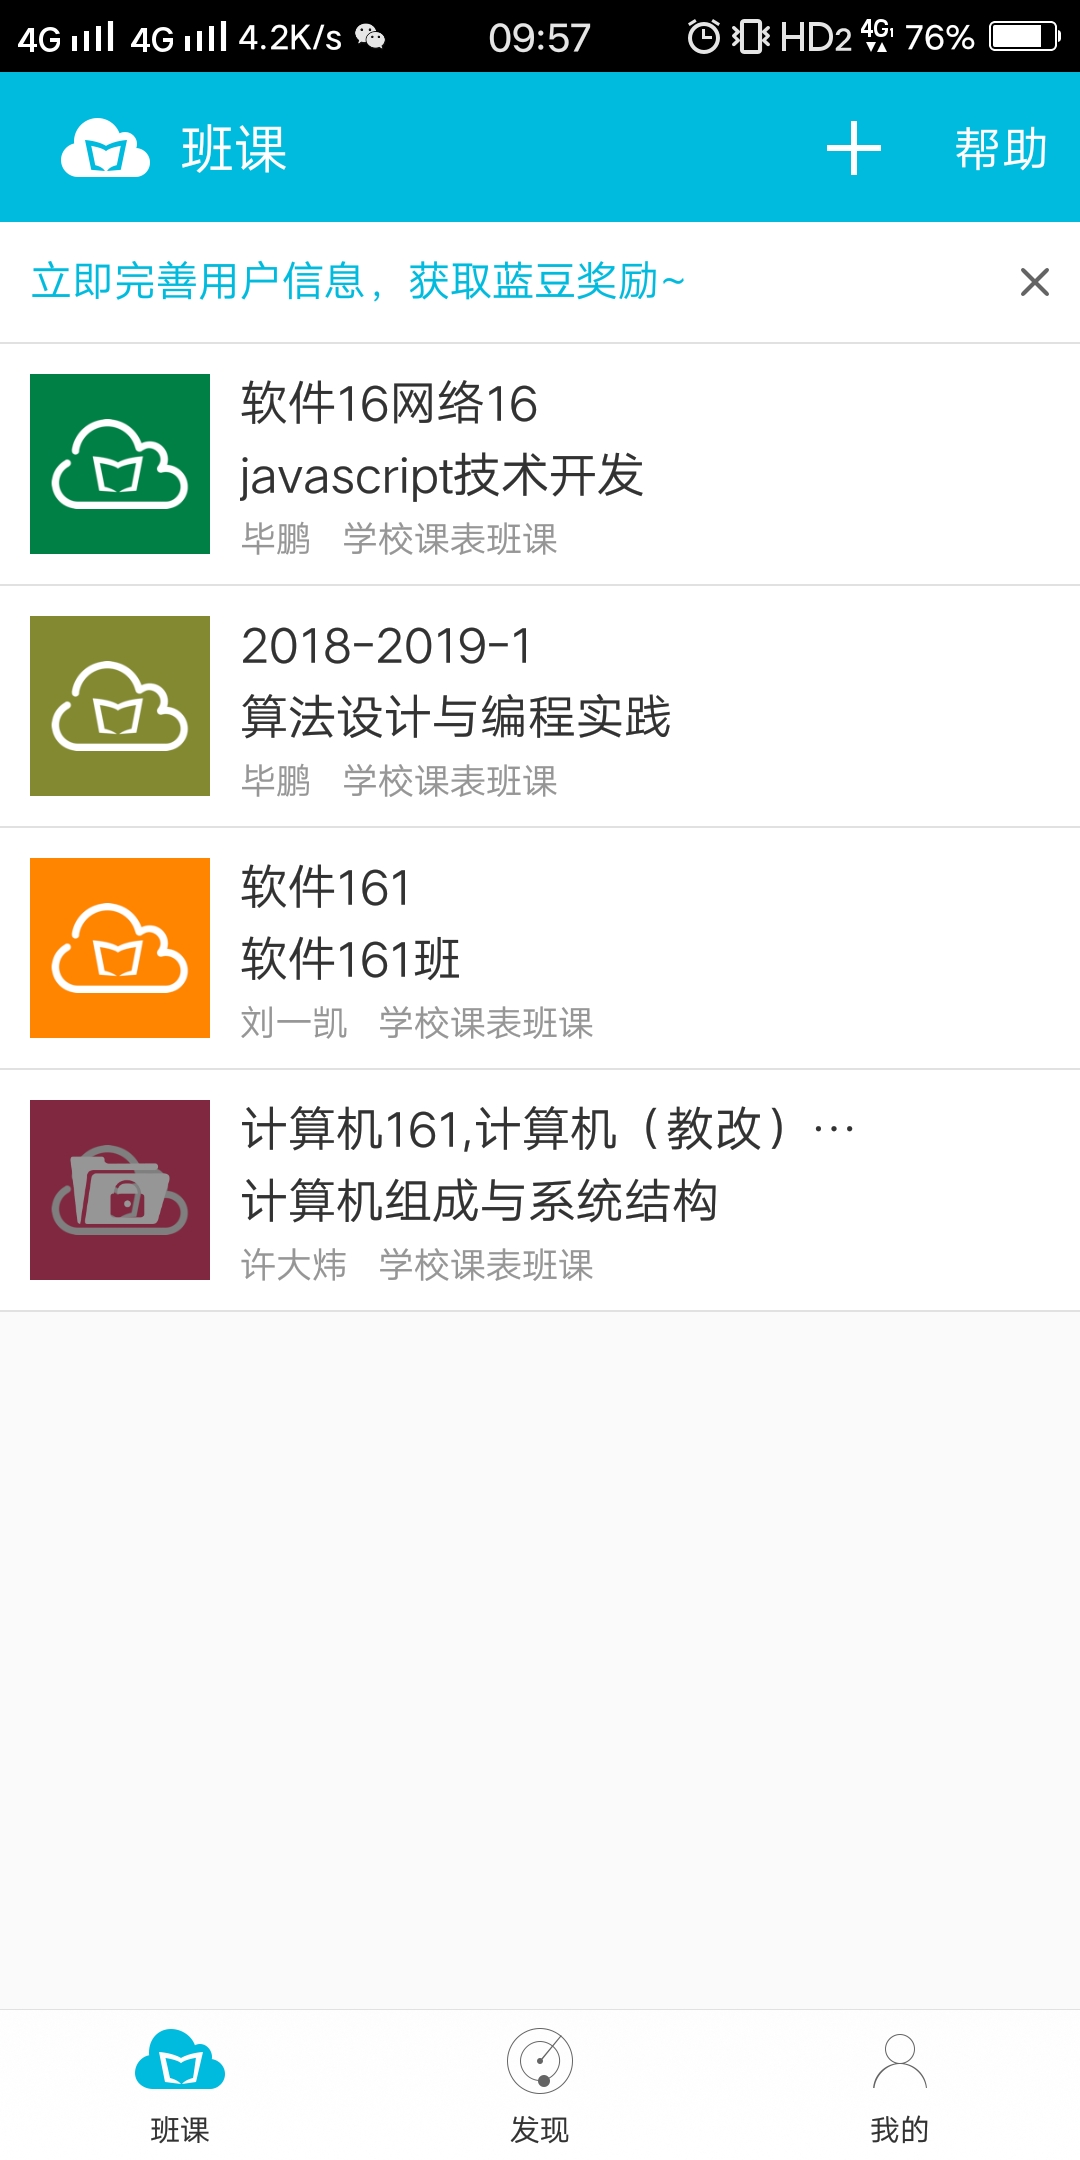 4G 4G 4.2K/s 09:57 HD2 4G1 76%
班课 帮助
立即完善用户信息，获取蓝豆奖励~
软件16网络16
javascript技术开发
毕鹏 学校课表班课
2018-2019-1
算法设计与编程实践
毕鹏 学校课表班课
软件161
软件161班
刘一凯 学校课表班课
计算机161,计算机（教改）…
计算机组成与系统结构
许大炜 学校课表班课
班课 发现 我的